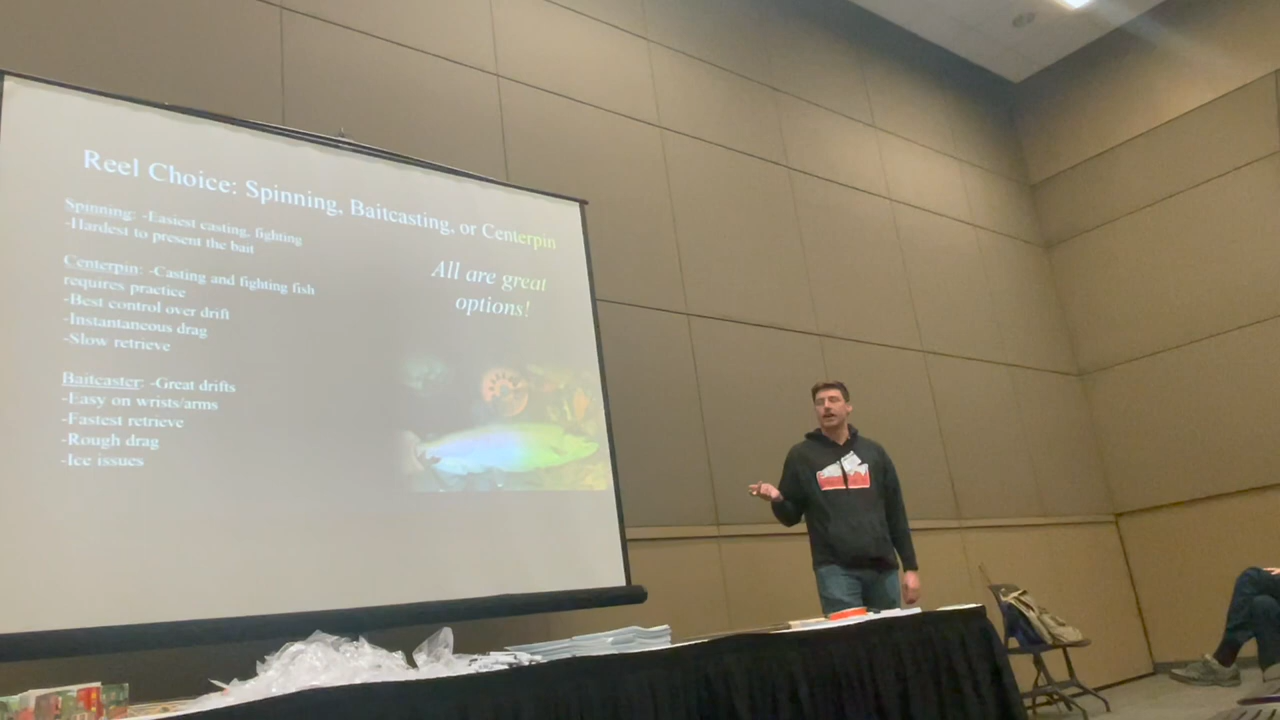 Reel Choice: Spinning, Baitcasting, or Centerpin
Spinning: -Easiest casting, fighting
-Hardest to present the bait
Centerpin: -Casting and fighting fish
requires practice
-Best control over drift
-Instantaneous drag
-Slow retrieve
Baitcaster: -Great drifts
-Easy on wrists/arms
-Fastest retrieve
-Rough drag
-Ice issues
All are great
options!